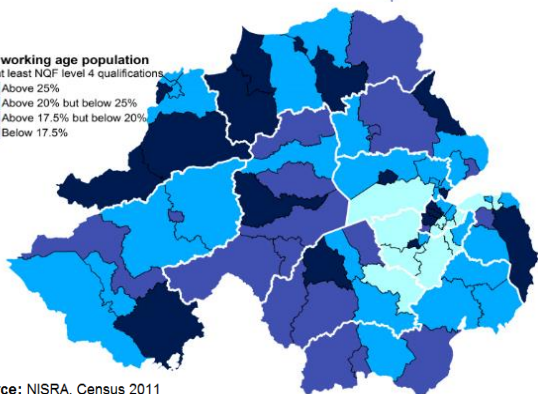 working age population
t least NQF level 4 qualifications
Above 25%
Above 20% but below 25%
Above 17.5% but below 20%
Below 17.5%
rce: NISRA, Census 2011